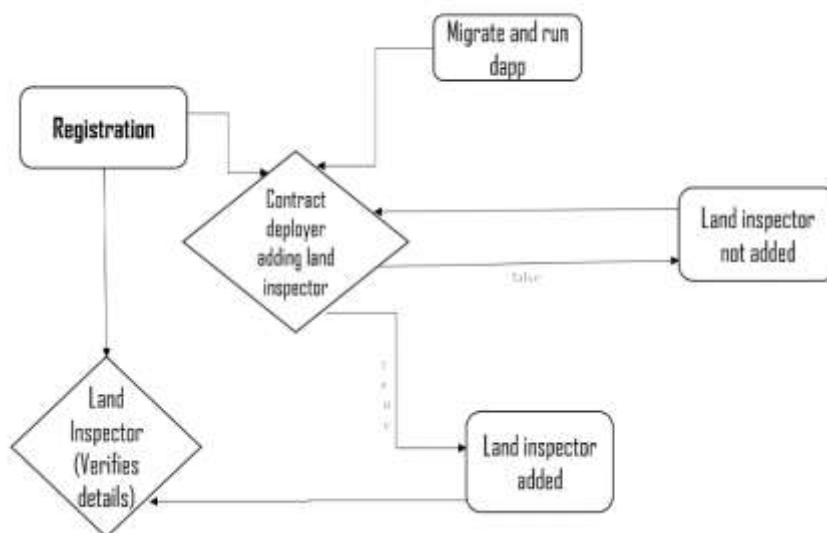 Migrate and run
dapp
Registration
Contract
deployer
adding land
inspector
Land inspector
not added
false
t
r
u
e
Land
Inspector
(Verifies
details)
Land inspector
added